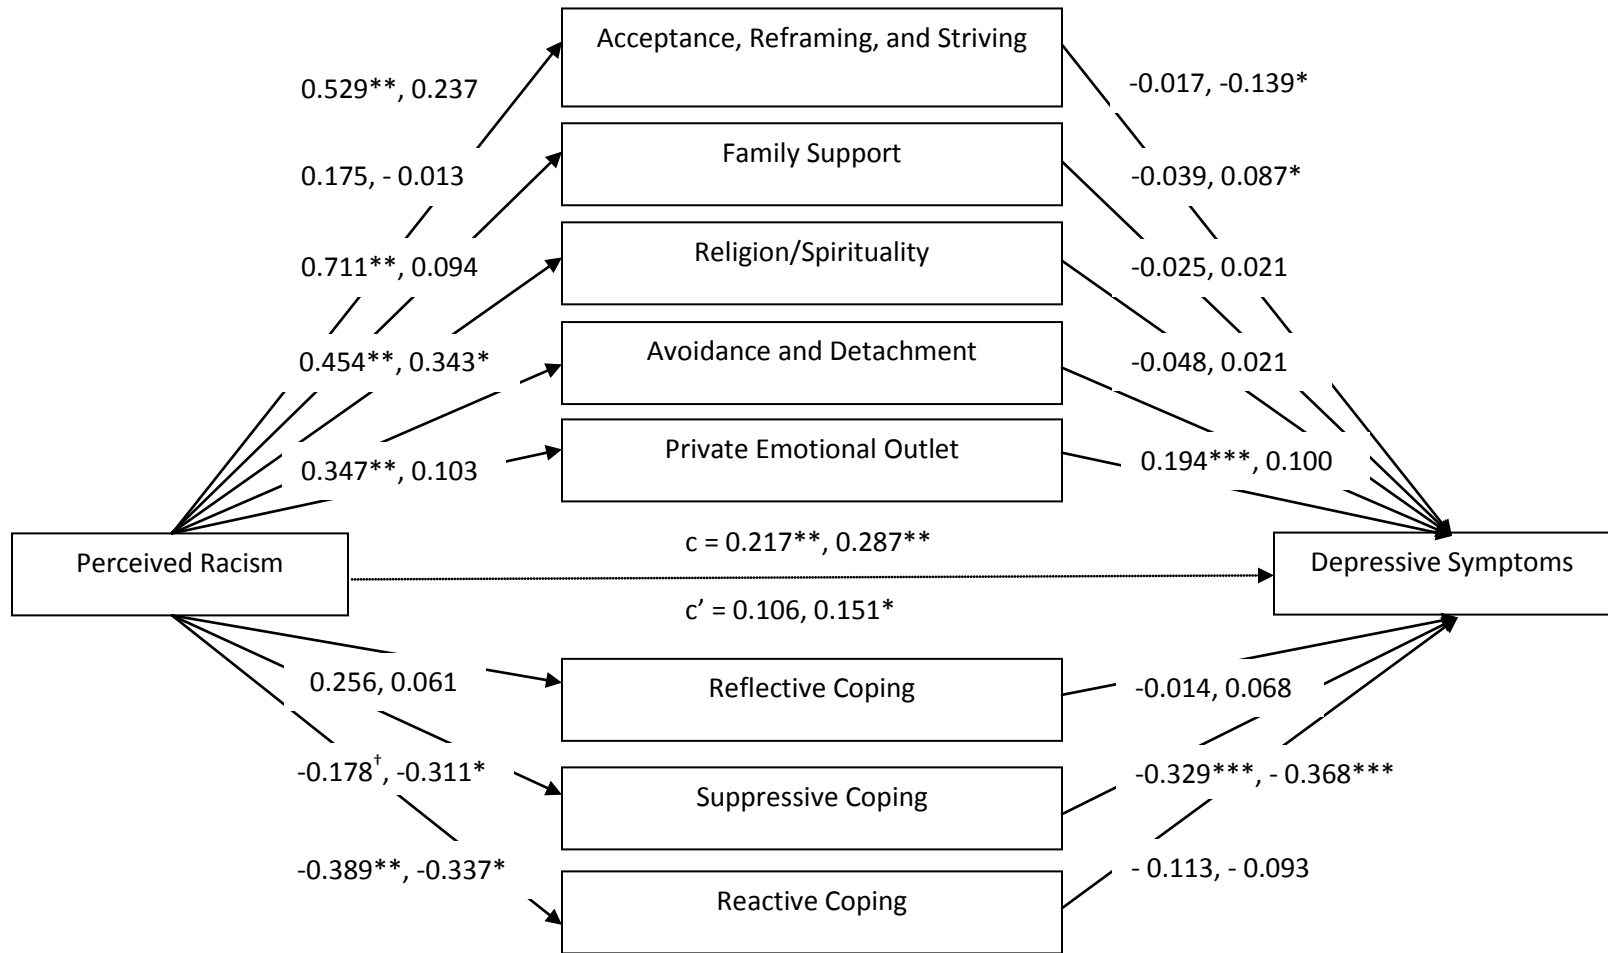 Acceptance, Reframing, and Striving
0.529**, 0.237
-0.017, -0.139*
Family Support
0.175, - 0.013
-0.039, 0.087*
Religion/Spirituality
0.711**, 0.094
-0.025, 0.021
Avoidance and Detachment
0.454**, 0.343*
-0.048, 0.021
Private Emotional Outlet
0.347**, 0.103
0.194***, 0.100
c = 0.217**, 0.287**
Perceived Racism
Depressive Symptoms
c’ = 0.106, 0.151*
0.256, 0.061
Reflective Coping
-0.014, 0.068
-0.178†, -0.311*
Suppressive Coping
-0.329***, - 0.368***
-0.389**, -0.337*
Reactive Coping
- 0.113, - 0.093